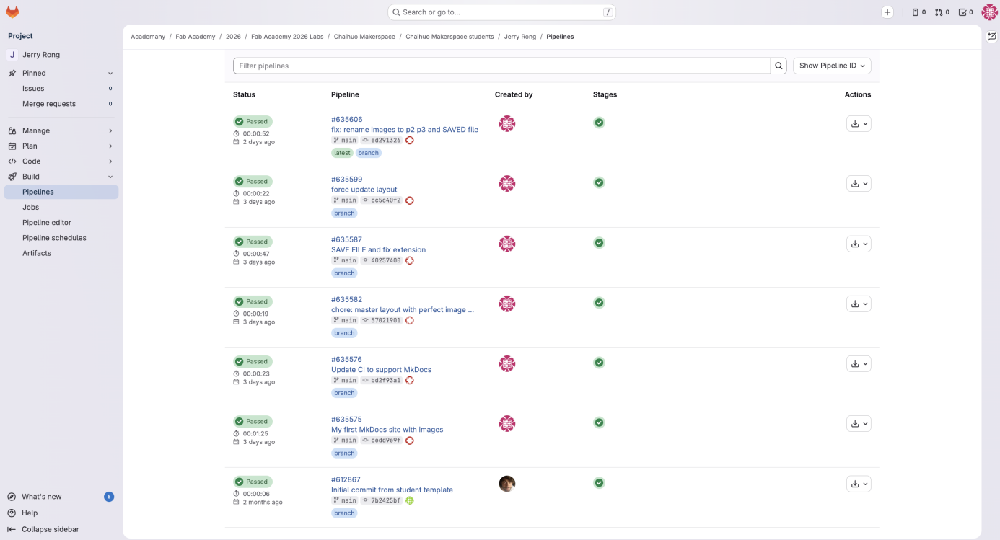 Search or go to...
/
0
0
0
Project
J Jerry Rong
Pinned
Issues 0
Merge requests 0
Manage
Plan
Code
Build
Pipelines
Jobs
Pipeline editor
Pipeline schedules
Artifacts
What's new 5
Help
Collapse sidebar
Academany / Fab Academy / 2026 / Fab Academy 2026 Labs / Chaihuo Makerspace / Chaihuo Makerspace students / Jerry Rong / Pipelines
Filter pipelines
Show Pipeline ID
Status Pipeline Created by Stages Actions
Passed
00:00:52
2 days ago
#635606
fix: rename images to p2 p3 and SAVED file
main ed291326
latest branch
Passed
00:00:22
3 days ago
#635599
force update layout
main cc5c40f2
branch
Passed
00:00:47
3 days ago
#635587
SAVE FILE and fix extension
main 40257400
branch
Passed
00:00:19
3 days ago
#635582
chore: master layout with perfect image ...
main 57021901
branch
Passed
00:00:23
3 days ago
#635576
Update CI to support MkDocs
main bd2f93a1
branch
Passed
00:01:25
3 days ago
#635575
My first MkDocs site with images
main cedd9e9f
branch
Passed
00:00:06
2 months ago
#612867
Initial commit from student template
main 7b2425bf
branch